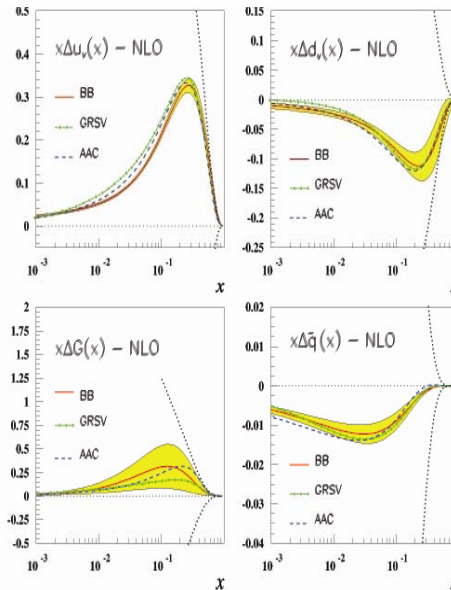 xΔu_v(x) – NLO
BB
GRSV
AAC
0.5
0.4
0.3
0.2
0.1
0
10⁻³ 10⁻² 10⁻¹
x
xΔd_v(x) – NLO
BB
GRSV
AAC
0.15
0.1
0.05
0
-0.05
-0.1
-0.15
-0.2
-0.25
10⁻³ 10⁻² 10⁻¹
x
xΔG(x) – NLO
BB
GRSV
AAC
2
1.75
1.5
1.25
1
0.75
0.5
0.25
0
-0.25
-0.5
10⁻³ 10⁻² 10⁻¹
x
xΔq̄(x) – NLO
BB
GRSV
AAC
0.02
0.01
0
-0.01
-0.02
-0.03
-0.04
10⁻³ 10⁻² 10⁻¹
x